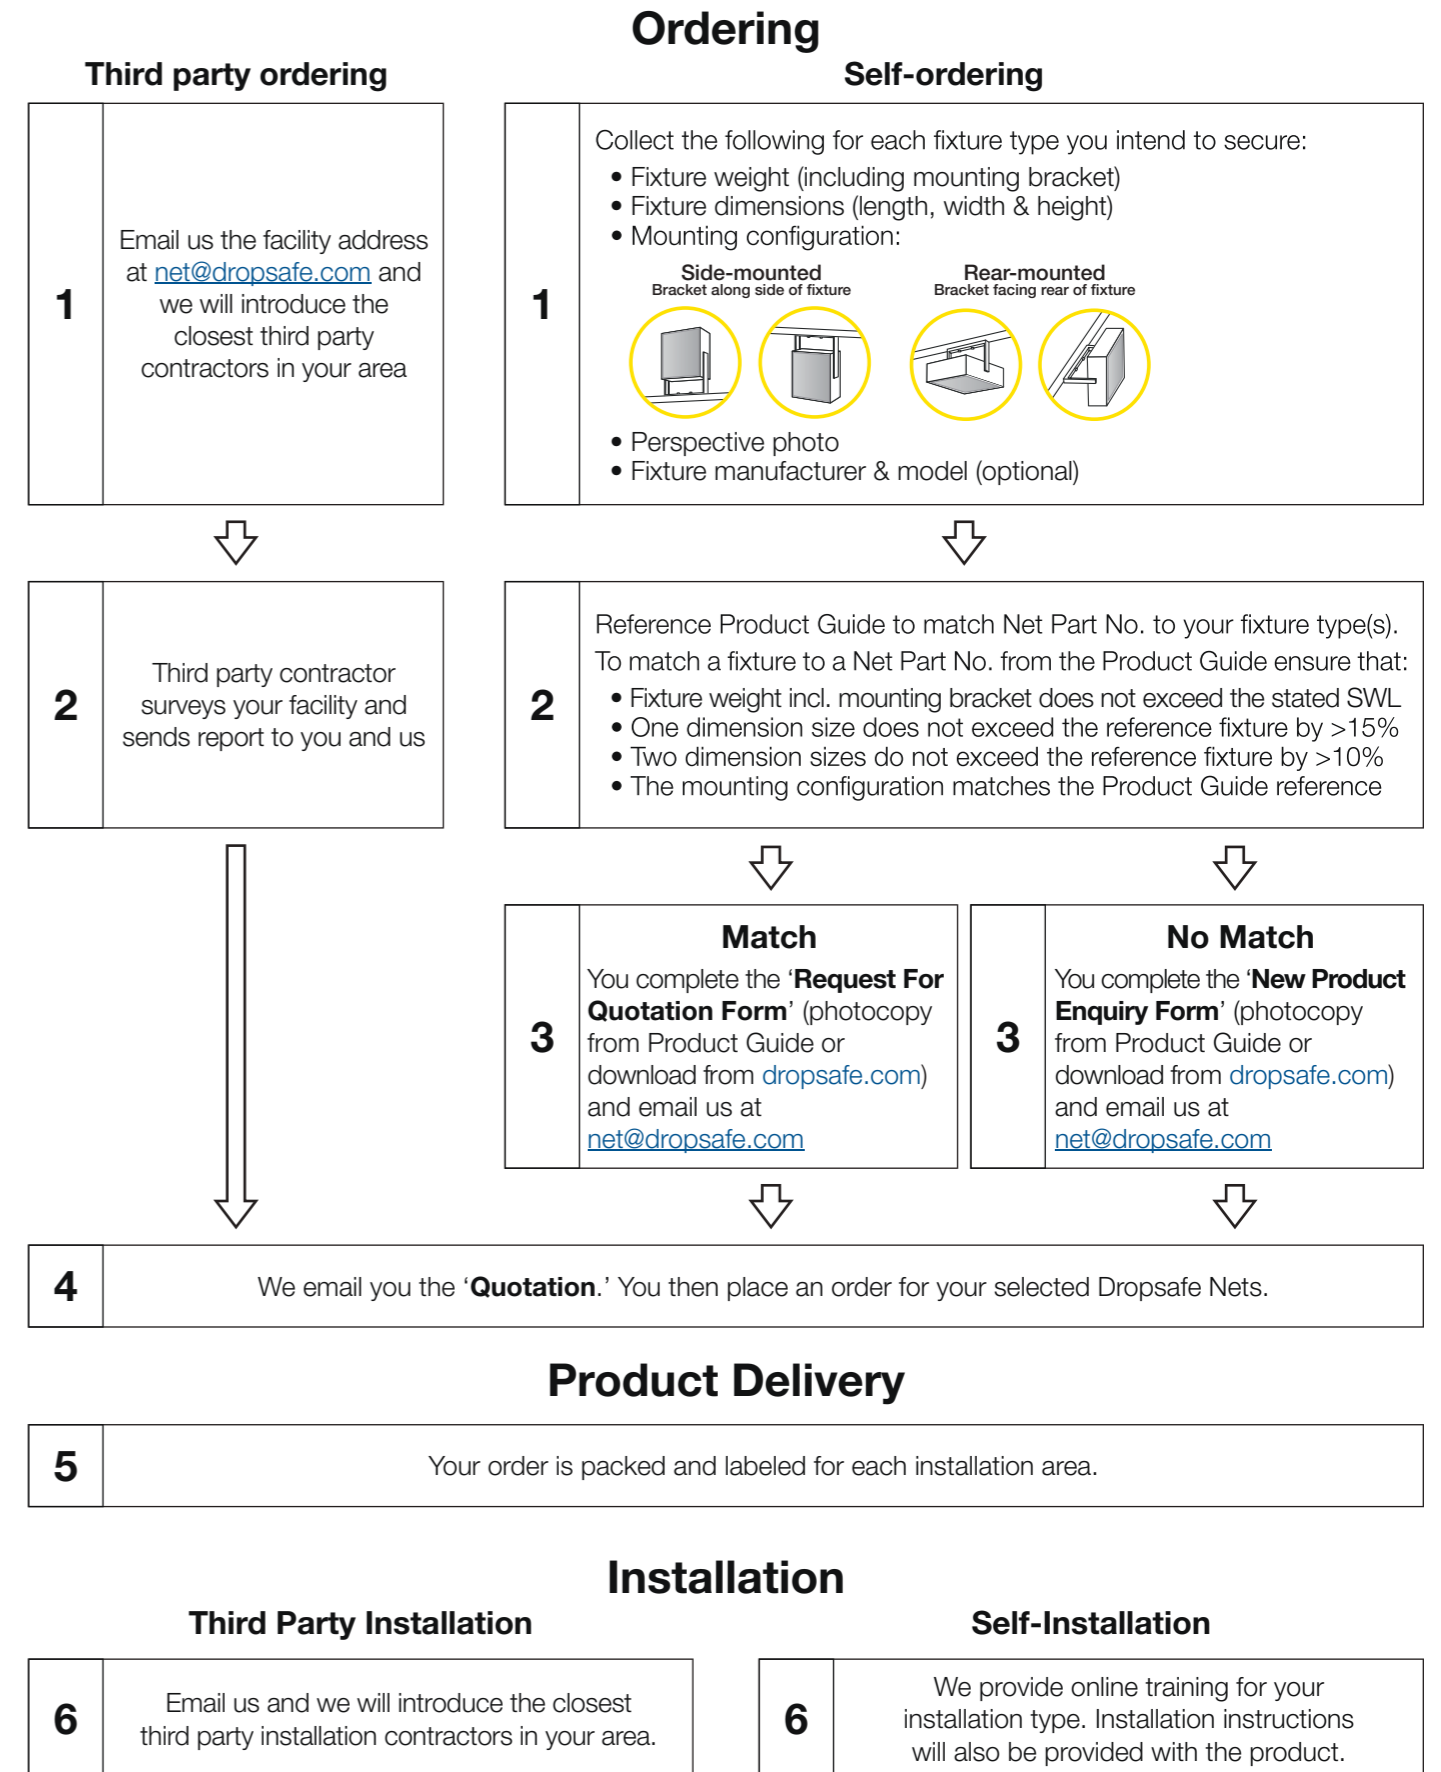 Ordering
Third party ordering
1
Email us the facility address
at net@dropsafe.com and
we will introduce the
closest third party
contractors in your area
2
Third party contractor
surveys your facility and
sends report to you and us
Self-ordering
1
Collect the following for each fixture type you intend to secure:
• Fixture weight (including mounting bracket)
• Fixture dimensions (length, width & height)
• Mounting configuration:
Side-mounted
Bracket along side of fixture
Rear-mounted
Bracket facing rear of fixture
• Perspective photo
• Fixture manufacturer & model (optional)
2
Reference Product Guide to match Net Part No. to your fixture type(s).
To match a fixture to a Net Part No. from the Product Guide ensure that:
• Fixture weight incl. mounting bracket does not exceed the stated SWL
• One dimension size does not exceed the reference fixture by >15%
• Two dimension sizes do not exceed the reference fixture by >10%
• The mounting configuration matches the Product Guide reference
3
Match
You complete the ‘Request For
Quotation Form’ (photocopy
from Product Guide or
download from dropsafe.com)
and email us at
net@dropsafe.com
3
No Match
You complete the ‘New Product
Enquiry Form’ (photocopy
from Product Guide or
download from dropsafe.com)
and email us at
net@dropsafe.com
4
We email you the ‘Quotation.’ You then place an order for your selected Dropsafe Nets.
Product Delivery
5
Your order is packed and labeled for each installation area.
Installation
Third Party Installation
6
Email us and we will introduce the closest
third party installation contractors in your area.
Self-Installation
6
We provide online training for your
installation type. Installation instructions
will also be provided with the product.